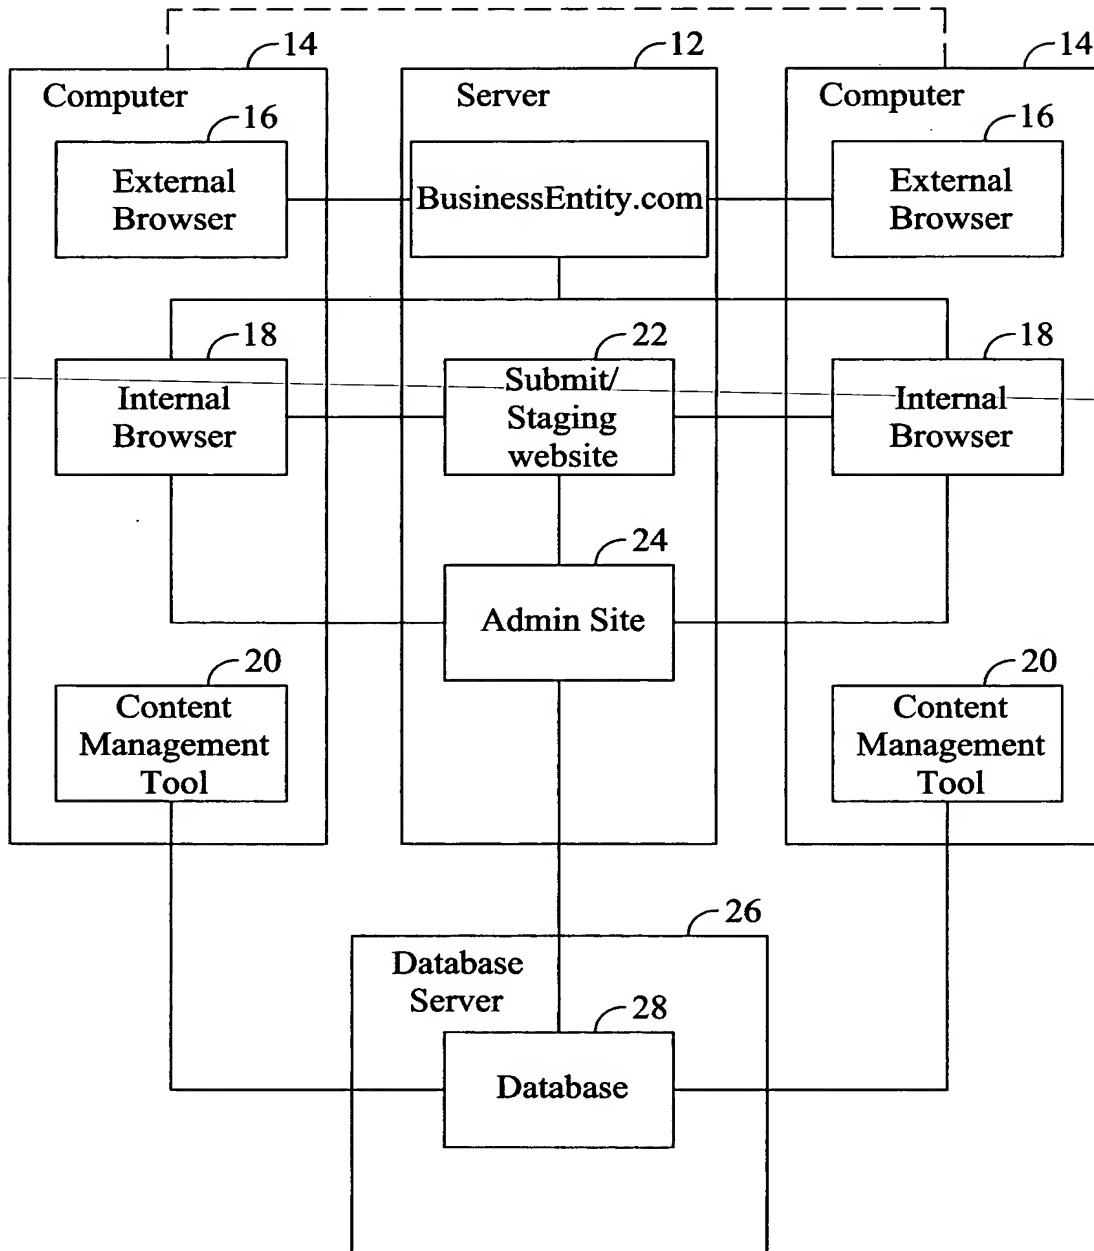 14
12
14
Computer
Server
Computer
16
16
External
Browser
BusinessEntity.com
External
Browser
18
22
18
Internal
Browser
Submit/
Staging
website
Internal
Browser
24
Admin Site
20
20
Content
Management
Tool
Content
Management
Tool
26
Database
Server
28
Database